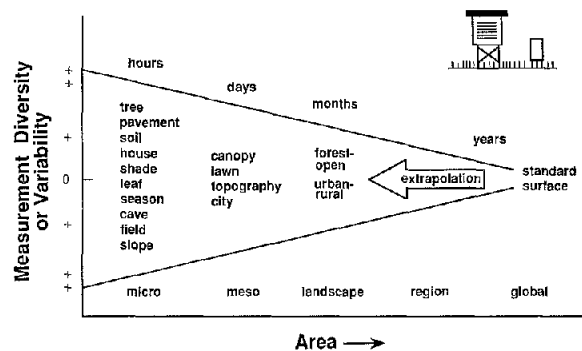 hours
days
months
years
Measurement Diversity
or Variability
+
+
+
0
+
+
+
tree
pavement
soil
house
shade
leaf
season
cave
field
slope
canopy
lawn
topography
city
forest-
open
urban-
rural
extrapolation
standard
surface
micro meso landscape region global
Area